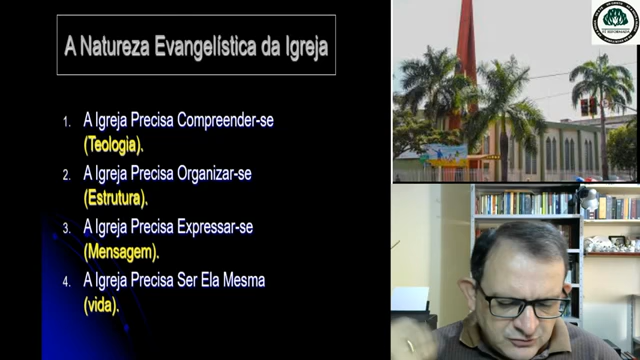 A Natureza Evangelística da Igreja
1. A Igreja Precisa Compreender-se
(Teologia).
2. A Igreja Precisa Organizar-se
(Estrutura).
3. A Igreja Precisa Expressar-se
(Mensagem).
4. A Igreja Precisa Ser Ela Mesma
(vida).